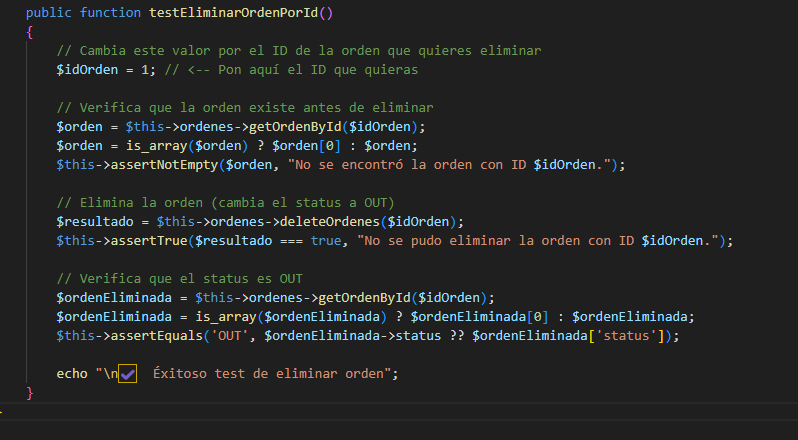 public function testEliminarOrdenPorId()
{
// Cambia este valor por el ID de la orden que quieres eliminar
$idOrden = 1; // <-- Pon aquí el ID que quieras
// Verifica que la orden existe antes de eliminar
$orden = $this->ordenes->getOrdenById($idOrden);
$orden = is_array($orden) ? $orden[0] : $orden;
$this->assertNotEmpty($orden, "No se encontró la orden con ID $idOrden.");
// Elimina la orden (cambia el status a OUT)
$resultado = $this->ordenes->deleteOrdenes($idOrden);
$this->assertTrue($resultado === true, "No se pudo eliminar la orden con ID $idOrden.");
// Verifica que el status es OUT
$ordenEliminada = $this->ordenes->getOrdenById($idOrden);
$ordenEliminada = is_array($ordenEliminada) ? $ordenEliminada[0] : $ordenEliminada;
$this->assertEquals('OUT', $ordenEliminada->status ?? $ordenEliminada['status']);
echo "\n✔  Éxitoso test de eliminar orden";
}